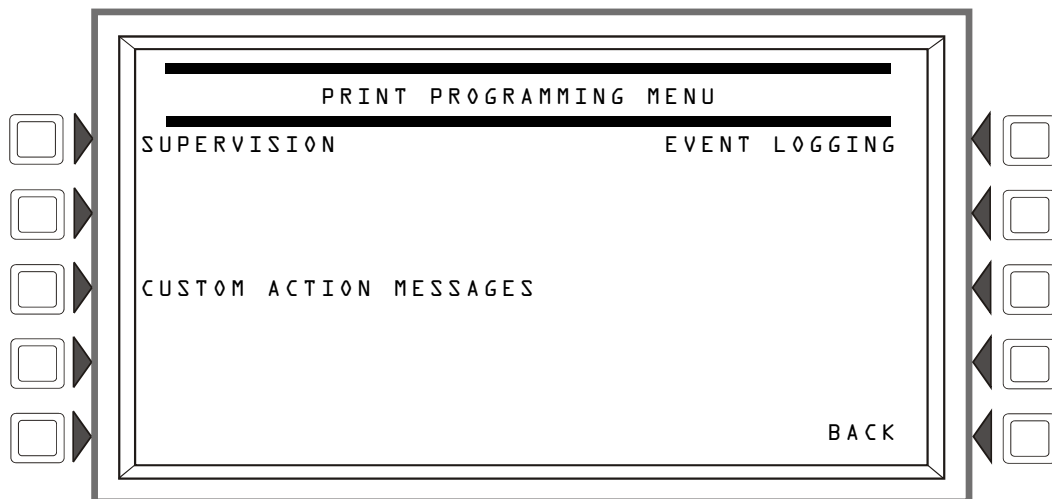 PRINT PROGRAMMING MENU
SUPERVISION EVENT LOGGING
CUSTOM ACTION MESSAGES
BACK